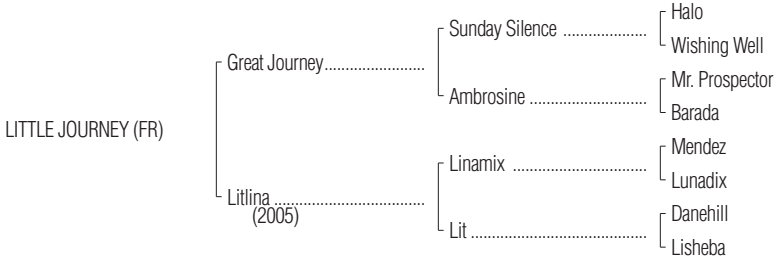 Halo
Sunday Silence ......................
Wishing Well
Great Journey...........................
Mr. Prospector
Ambrosine ...............................
Barada
LITTLE JOURNEY (FR)
Mendez
Linamix ...................................
Lunadix
Litlina ........................................
(2005)
Danehill
Lit ..............................................
Lisheba